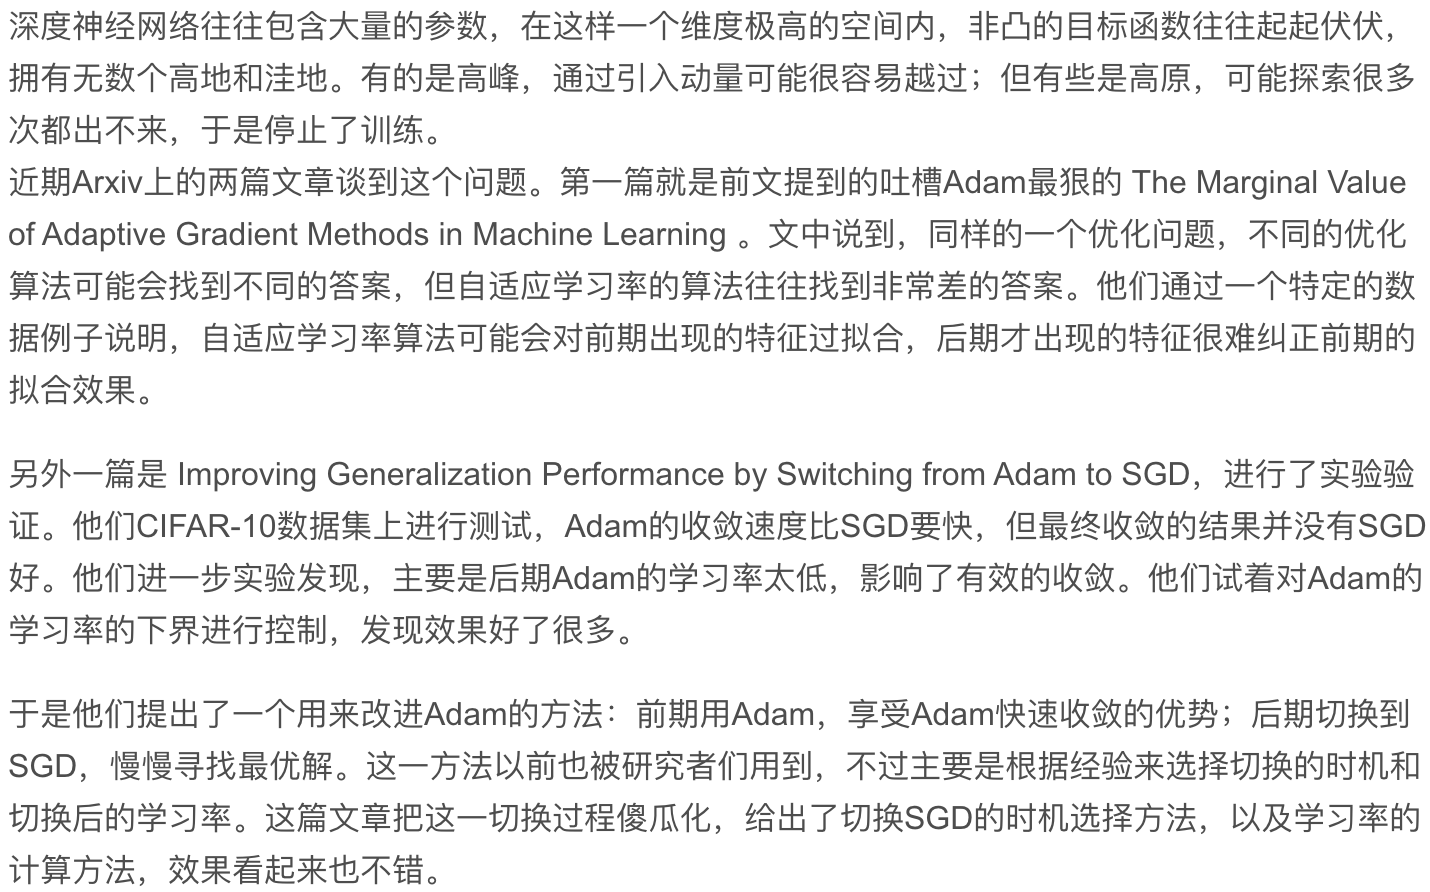 深度神经网络往往包含大量的参数，在这样一个维度极高的空间内，非凸的目标函数往往起起伏伏，
拥有无数个高地和洼地。有的是高峰，通过引入动量可能很容易越过；但有些是高原，可能探索很多
次都出不来，于是停止了训练。
近期Arxiv上的两篇文章谈到这个问题。第一篇就是前文提到的吐槽Adam最狠的 The Marginal Value
of Adaptive Gradient Methods in Machine Learning 。文中说到，同样的一个优化问题，不同的优化
算法可能会找到不同的答案，但自适应学习率的算法往往找到非常差的答案。他们通过一个特定的数
据例子说明，自适应学习率算法可能会对前期出现的特征过拟合，后期才出现的特征很难纠正前期的
拟合效果。
另外一篇是 Improving Generalization Performance by Switching from Adam to SGD，进行了实验验
证。他们CIFAR-10数据集上进行测试，Adam的收敛速度比SGD要快，但最终收敛的结果并没有SGD
好。他们进一步实验发现，主要是后期Adam的学习率太低，影响了有效的收敛。他们试着对Adam的
学习率的下界进行控制，发现效果好了很多。
于是他们提出了一个用来改进Adam的方法：前期用Adam，享受Adam快速收敛的优势；后期切换到
SGD，慢慢寻找最优解。这一方法以前也被研究者们用到，不过主要是根据经验来选择切换的时机和
切换后的学习率。这篇文章把这一切换过程傻瓜化，给出了切换SGD的时机选择方法，以及学习率的
计算方法，效果看起来也不错。